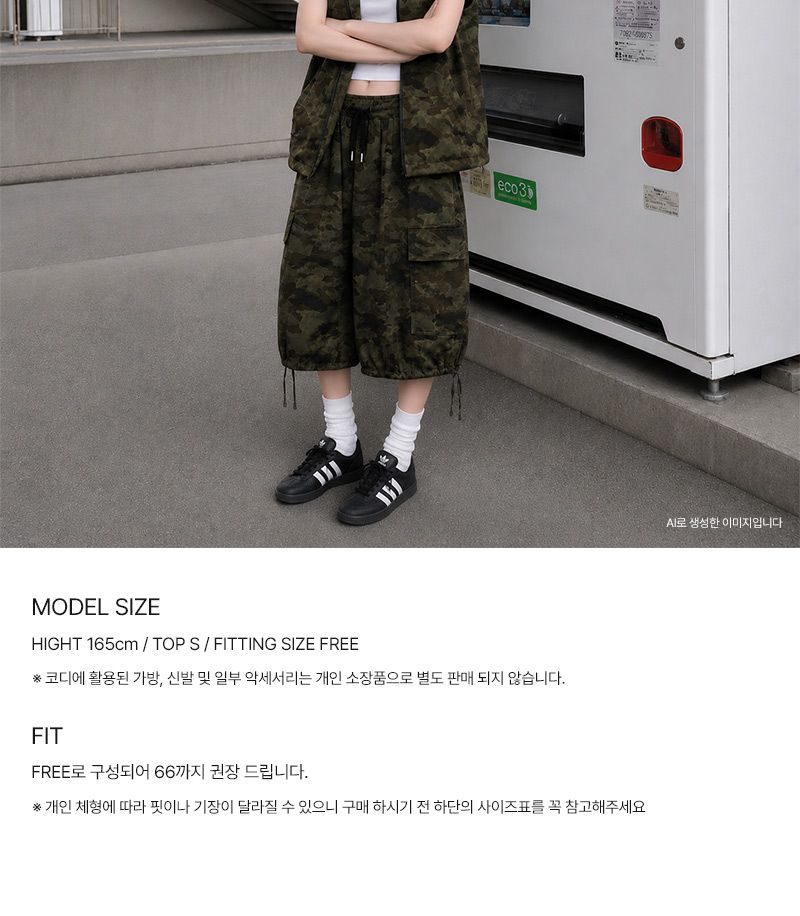 70B2-500975
eco3
AI로 생성한 이미지입니다
MODEL SIZE
HIGHT 165cm / TOP S / FITTING SIZE FREE
※ 코디에 활용된 가방, 신발 및 일부 악세서리는 개인 소장품으로 별도 판매 되지 않습니다.
FIT
FREE로 구성되어 66까지 권장 드립니다.
※ 개인 체형에 따라 핏이나 기장이 달라질 수 있으니 구매 하시기 전 하단의 사이즈표를 꼭 참고해주세요